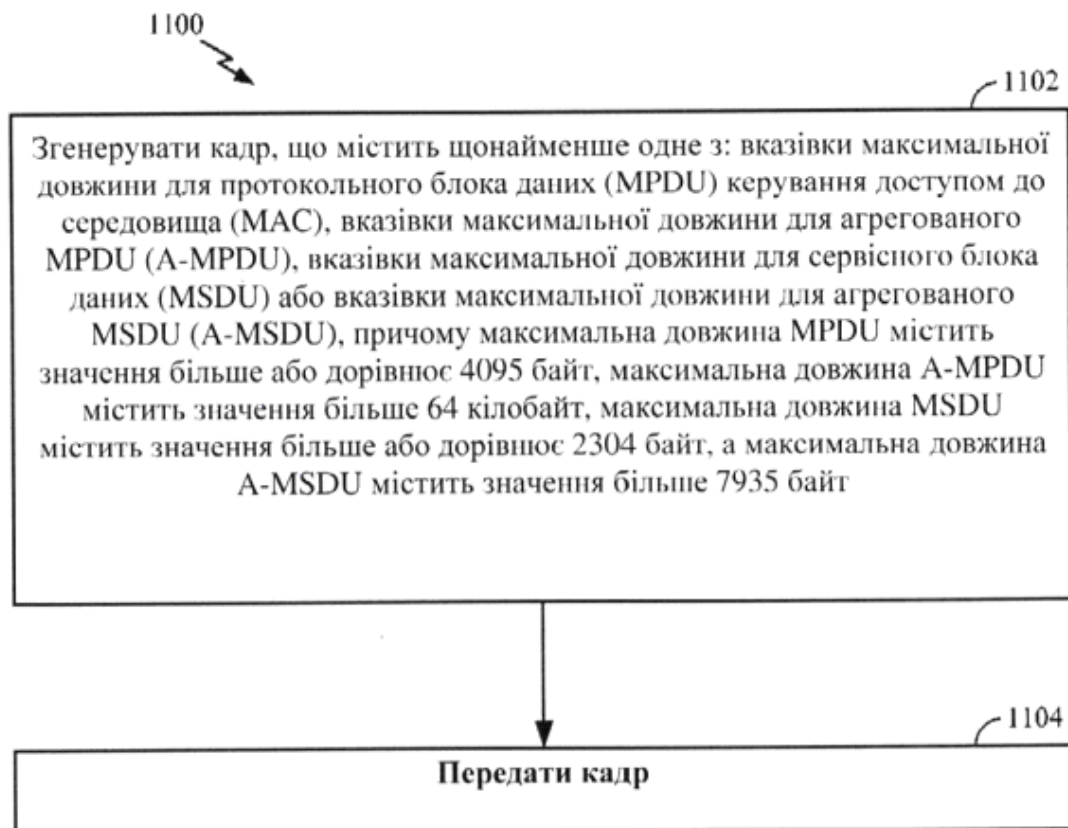 1100
1102
Згенерувати кадр, що містить щонайменше одне з: вказівки максимальної
довжини для протокольного блока даних (MPDU) керування доступом до
середовища (MAC), вказівки максимальної довжини для агрегованого
MPDU (A-MPDU), вказівки максимальної довжини для сервісного блока
даних (MSDU) або вказівки максимальної довжини для агрегованого
MSDU (A-MSDU), причому максимальна довжина MPDU містить
значення більше або дорівнює 4095 байт, максимальна довжина A-MPDU
містить значення більше 64 кілобайт, максимальна довжина MSDU
містить значення більше або дорівнює 2304 байт, а максимальна довжина
A-MSDU містить значення більше 7935 байт
1104
Передати кадр